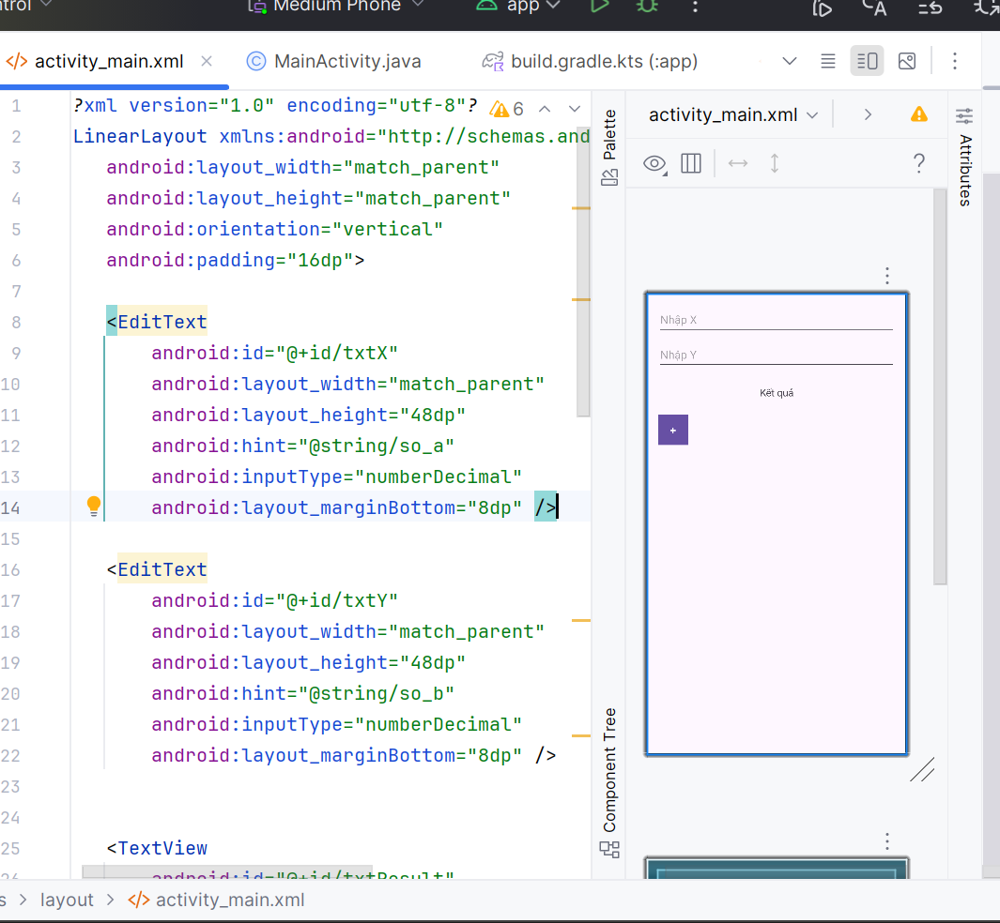 Medium Phone
app
activity_main.xml
MainActivity.java
build.gradle.kts (:app)
1 ?xml version="1.0" encoding="utf-8"? 6
2 LinearLayout xmlns:android="http://schemas.and
3 android:layout_width="match_parent"
4 android:layout_height="match_parent"
5 android:orientation="vertical"
6 android:padding="16dp">
7
8 <EditText
9 android:id="@+id/txtX"
10 android:layout_width="match_parent"
11 android:layout_height="48dp"
12 android:hint="@string/so_a"
13 android:inputType="numberDecimal"
14 android:layout_marginBottom="8dp" />
15
16 <EditText
17 android:id="@+id/txtY"
18 android:layout_width="match_parent"
19 android:layout_height="48dp"
20 android:hint="@string/so_b"
21 android:inputType="numberDecimal"
22 android:layout_marginBottom="8dp" />
23
24
25 <TextView
26 android:id="@+id/txtResult"
Palette
Component Tree
activity_main.xml
?
Nhập X
Nhập Y
Kết quả
+
Attributes
s > layout > </> activity_main.xml